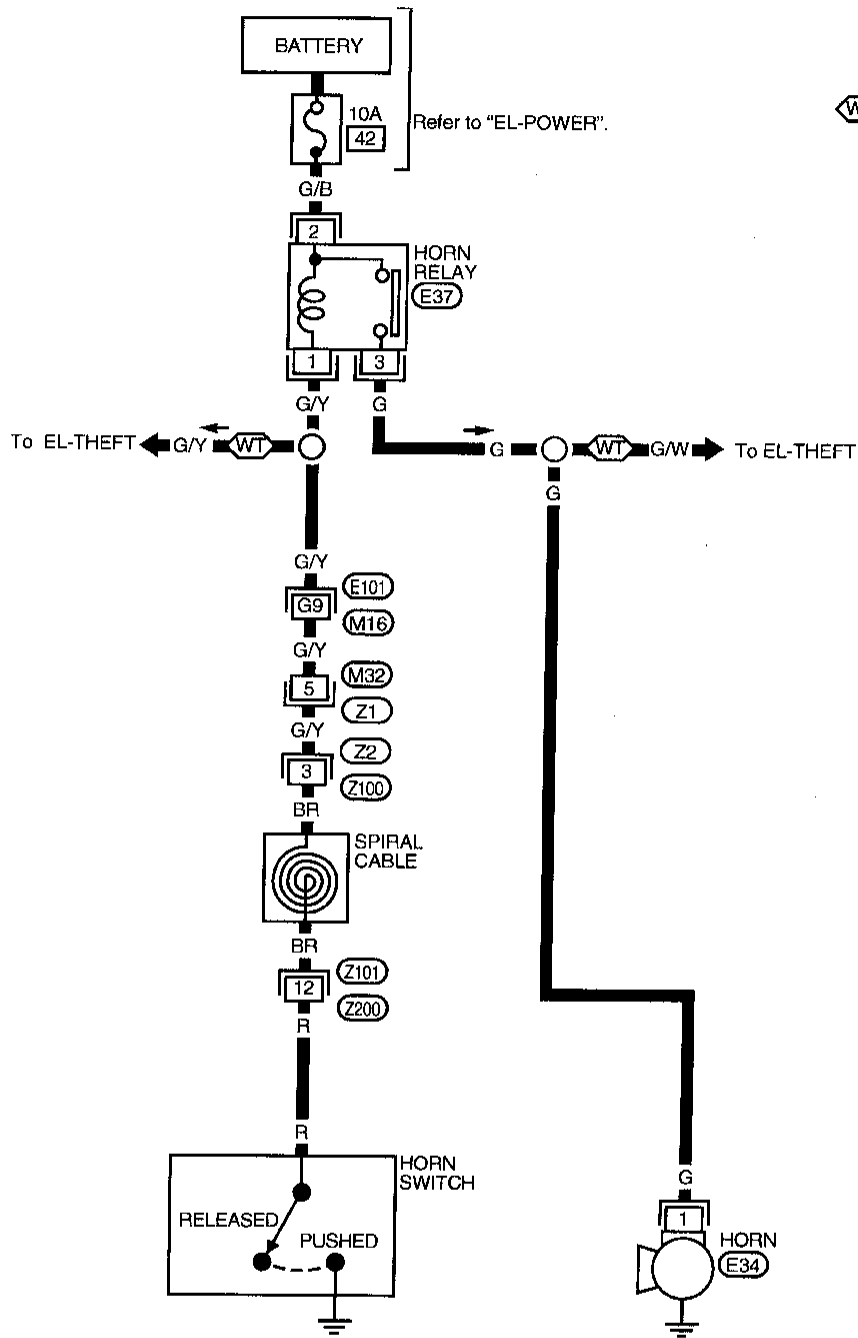 BATTERY
10A
42
Refer to "EL-POWER".
G/B
2
HORN
RELAY
E37
1
3
G/Y
G
To EL-THEFT
G/Y
WT
G
WT
G/W
To EL-THEFT
G
G/Y
E101
G9
M16
G/Y
M32
5
Z1
G/Y
Z2
3
Z100
BR
SPIRAL
CABLE
BR
Z101
12
Z200
R
R
HORN
SWITCH
RELEASED
PUSHED
G
1
HORN
E34